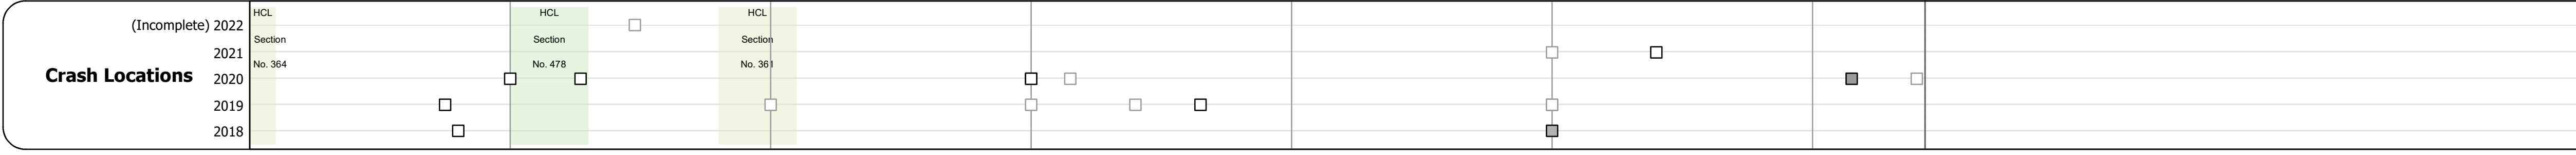 HCL
HCL
HCL
(Incomplete) 2022
Section
Section
Section
2021
No. 364
No. 478
No. 361
Crash Locations
2020
2019
2018